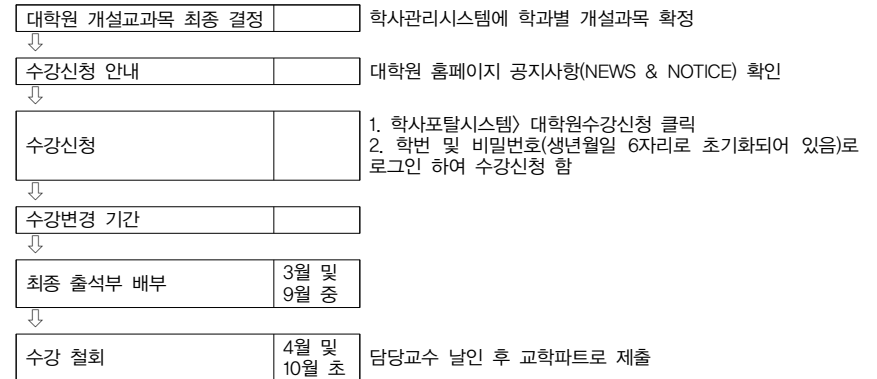 대학원 개설교과목 최종 결정
학사관리시스템에 학과별 개설과목 확정
수강신청 안내
대학원 홈페이지 공지사항(NEWS & NOTICE) 확인
수강신청
1. 학사포탈시스템〉 대학원수강신청 클릭
2. 학번 및 비밀번호(생년월일 6자리로 초기화되어 있음)로
로그인 하여 수강신청 함
수강변경 기간
최종 출석부 배부
3월 및
9월 중
수강 철회
4월 및
10월 초
담당교수 날인 후 교학파트로 제출